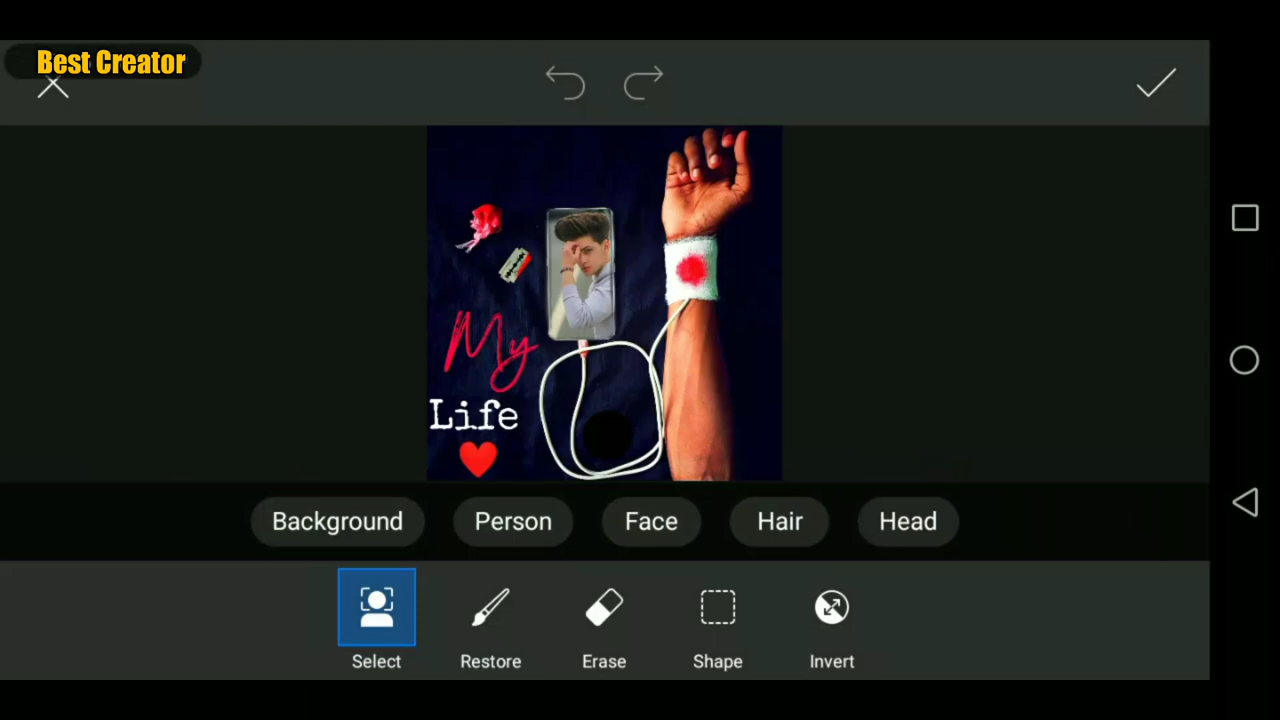 Best Creator
My
Life
Background Person Face Hair Head
Select Restore Erase Shape Invert